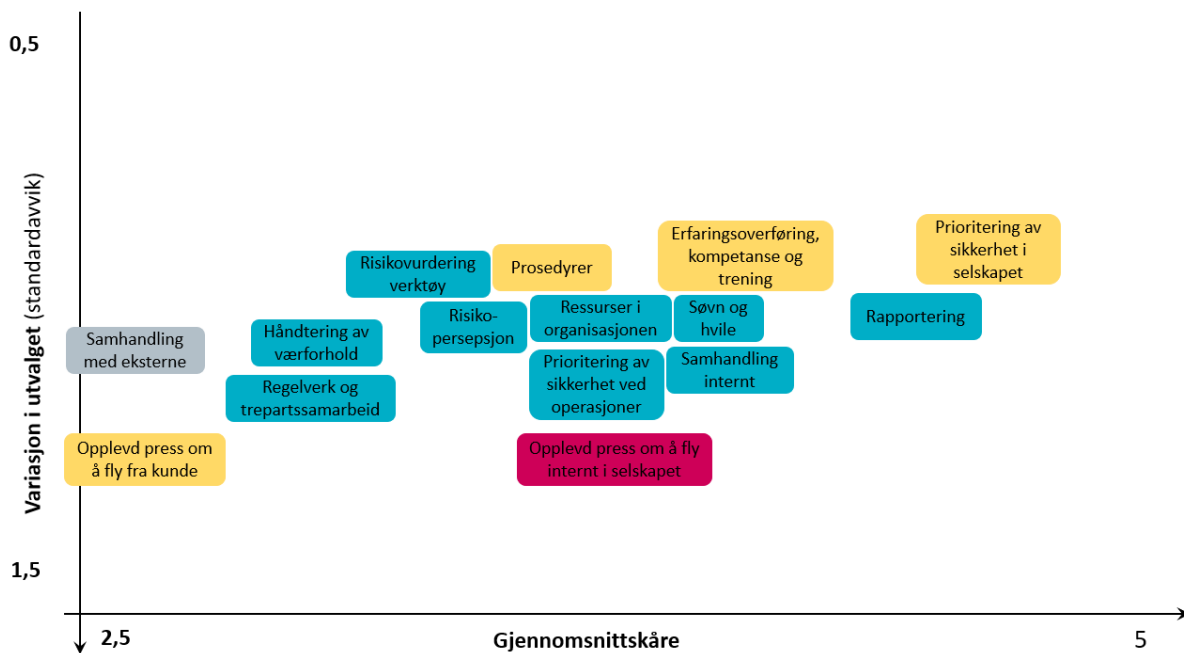 0,5
Variasjon i utvalget (standardavvik)
1,5
Prioritering av
sikkerhet i
selskapet
Erfaringsoverføring,
kompetanse og
trening
Risikovurdering
verktøy
Prosedyrer
Risiko-
persepsjon
Ressurser i
organisasjonen
Søvn og
hvile
Rapportering
Samhandling
med eksterne
Håndtering av
værforhold
Prioritering av
sikkerhet ved
operasjoner
Samhandling
internt
Regelverk og
trepartssamarbeid
Opplevd press om
å fly fra kunde
Opplevd press om å fly
internt i selskapet
2,5
Gjennomsnittskåre
5